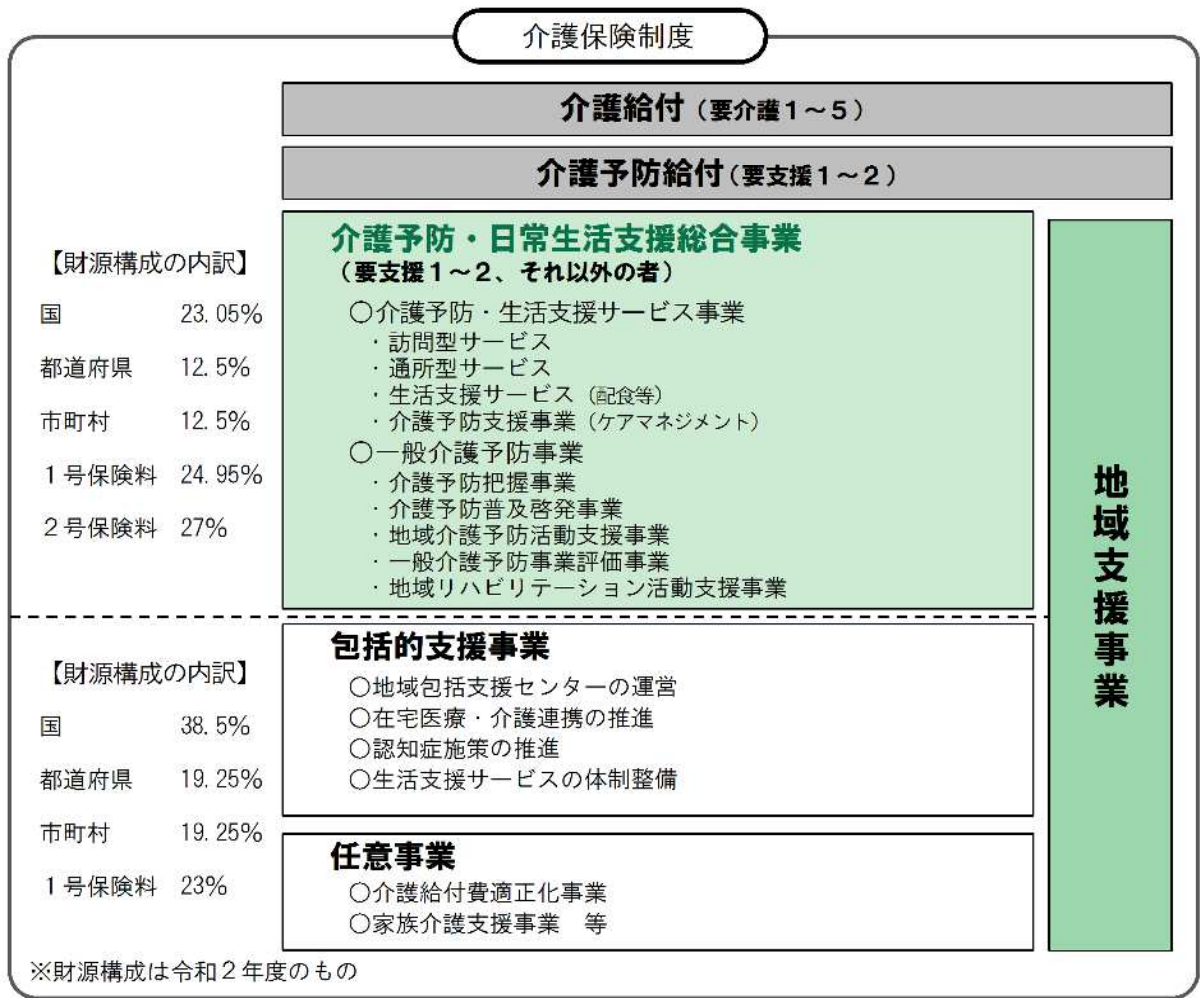 介護保険制度
介護給付（要介護１～５）
介護予防給付（要支援１～２）
【財源構成の内訳】
国 23.05%
都道府県 12.5%
市町村 12.5%
１号保険料 24.95%
２号保険料 27%
介護予防・日常生活支援総合事業
（要支援１～２、それ以外の者）
〇介護予防・生活支援サービス事業
・訪問型サービス
・通所型サービス
・生活支援サービス（配食等）
・介護予防支援事業（ケアマネジメント）
〇一般介護予防事業
・介護予防把握事業
・介護予防普及啓発事業
・地域介護予防活動支援事業
・一般介護予防事業評価事業
・地域リハビリテーション活動支援事業
【財源構成の内訳】
国 38.5%
都道府県 19.25%
市町村 19.25%
１号保険料 23%
包括的支援事業
〇地域包括支援センターの運営
〇在宅医療・介護連携の推進
〇認知症施策の推進
〇生活支援サービスの体制整備
任意事業
〇介護給付費適正化事業
〇家族介護支援事業　等
地域支援事業
※財源構成は令和２年度のもの